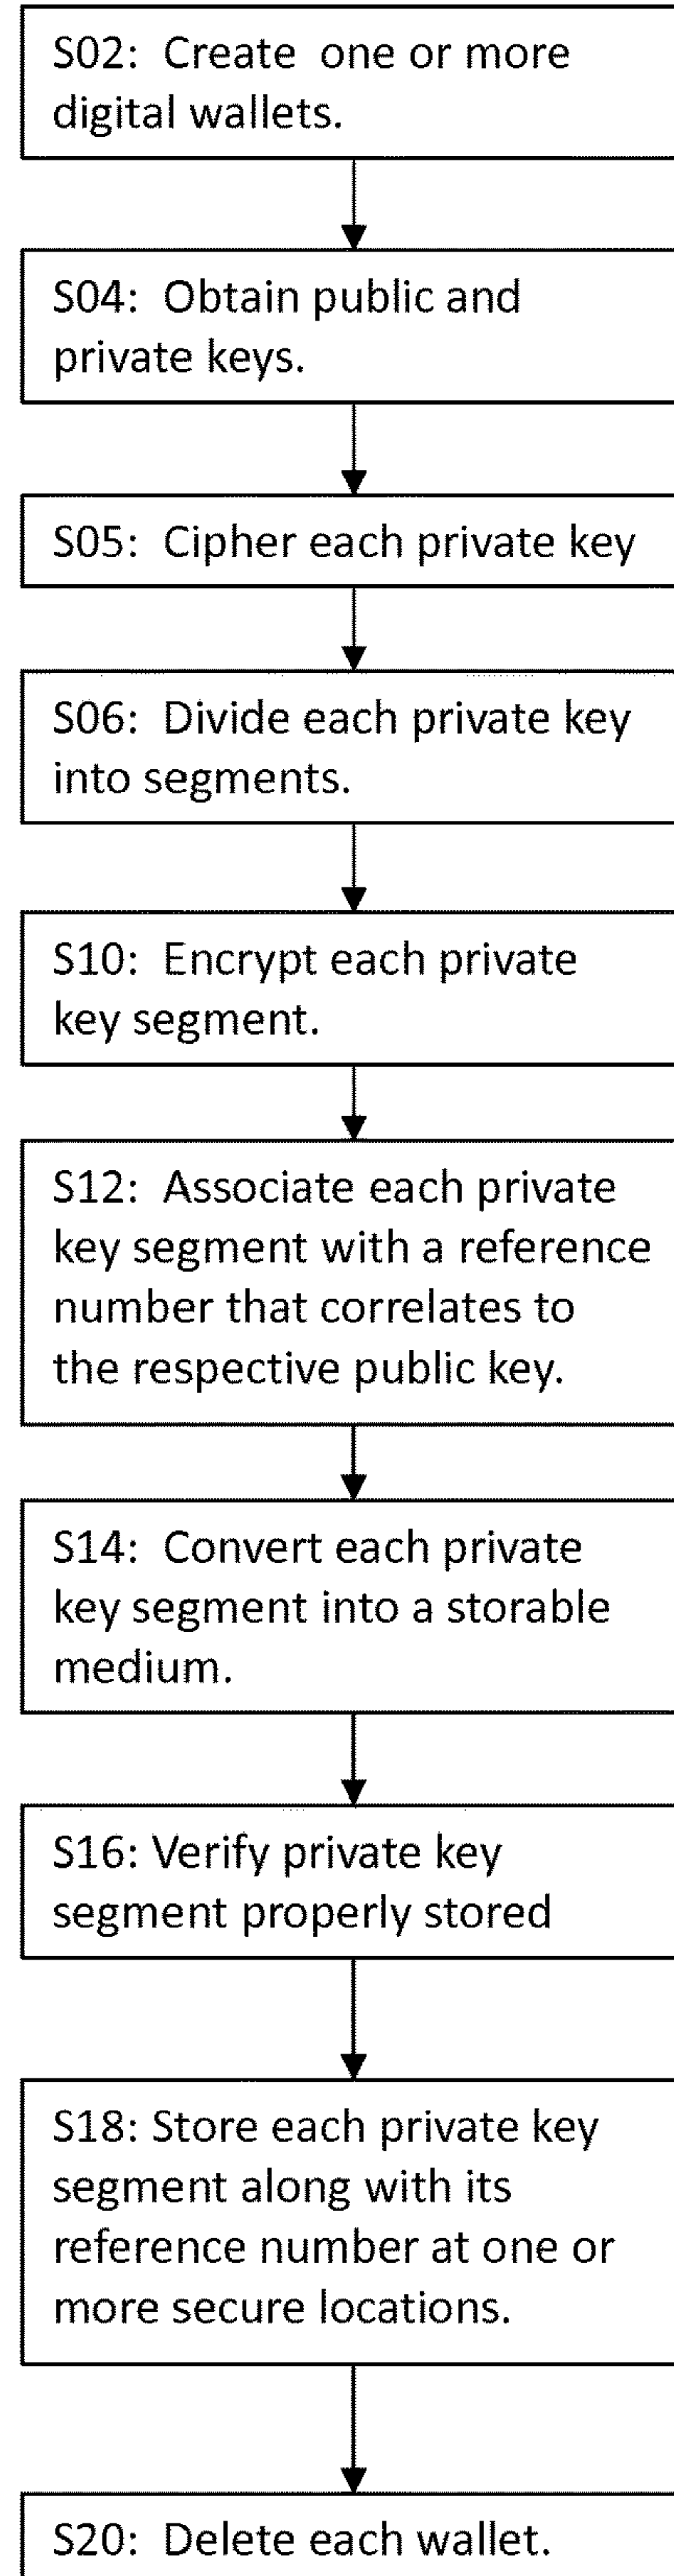 S02: Create one or more
digital wallets.
S04: Obtain public and
private keys.
S05: Cipher each private key
S06: Divide each private key
into segments.
S10: Encrypt each private
key segment.
S12: Associate each private
key segment with a reference
number that correlates to
the respective public key.
S14: Convert each private
key segment into a storable
medium.
S16: Verify private key
segment properly stored
S18: Store each private key
segment along with its
reference number at one or
more secure locations.
S20: Delete each wallet.